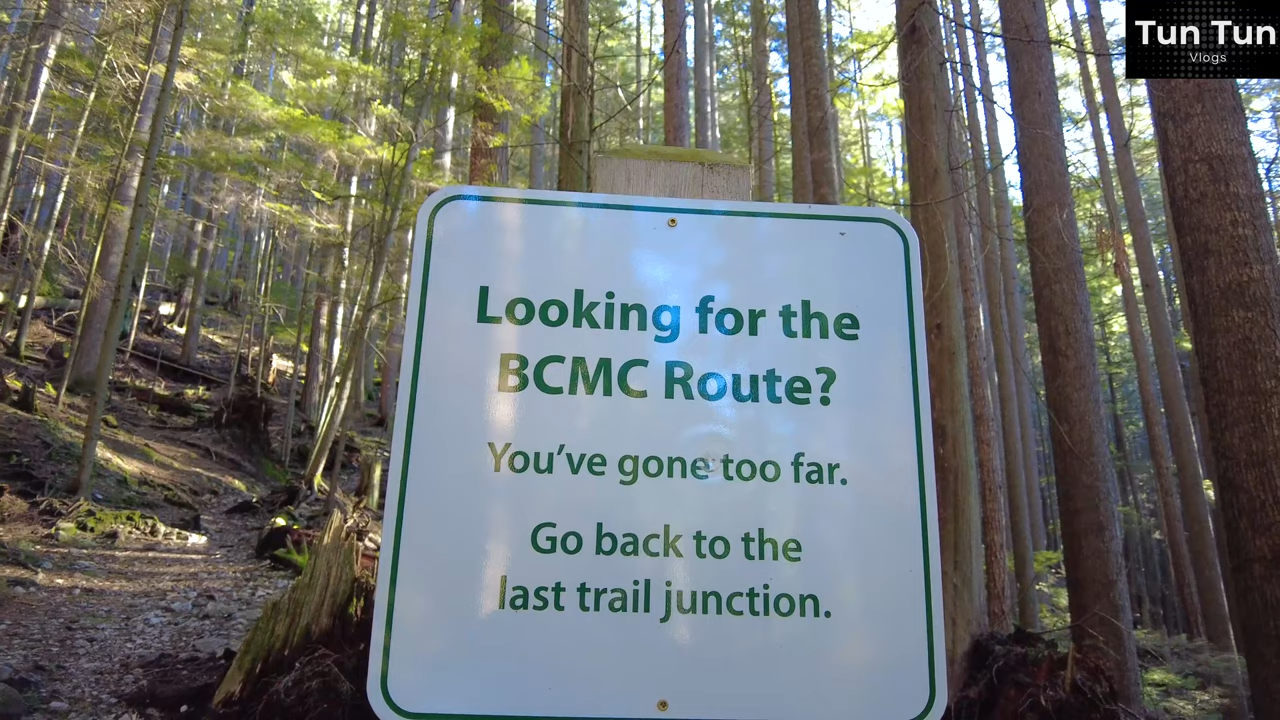 Tun Tun
Vlogs
Looking for the
BCMC Route?
You've gone too far.
Go back to the
last trail junction.